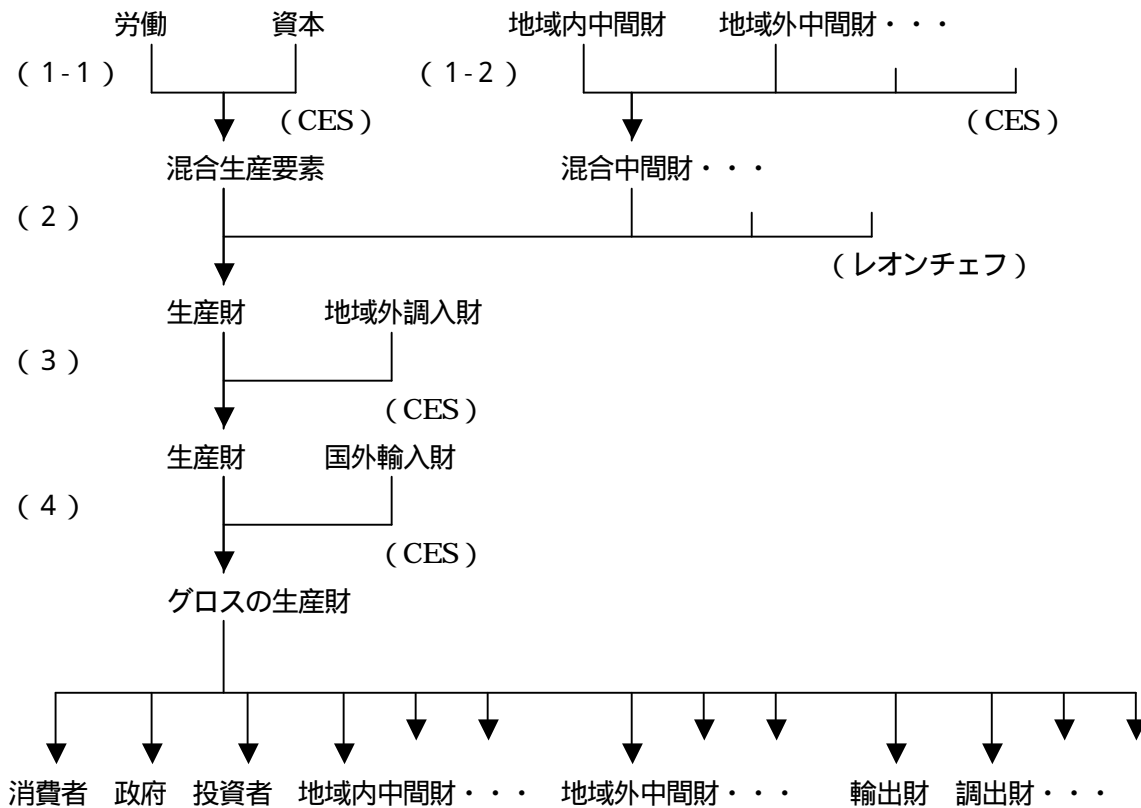 労働 資本 地域内中間財 地域外中間財・・・
(1-1) (1-2)
(CES) (CES)
混合生産要素 混合中間財・・・
(2)
(レオンチェフ)
生産財 地域外調入財
(3)
(CES)
生産財 国外輸入財
(4)
(CES)
グロスの生産財
消費者 政府 投資者 地域内中間財・・・ 地域外中間財・・・ 輸出財 調出財・・・